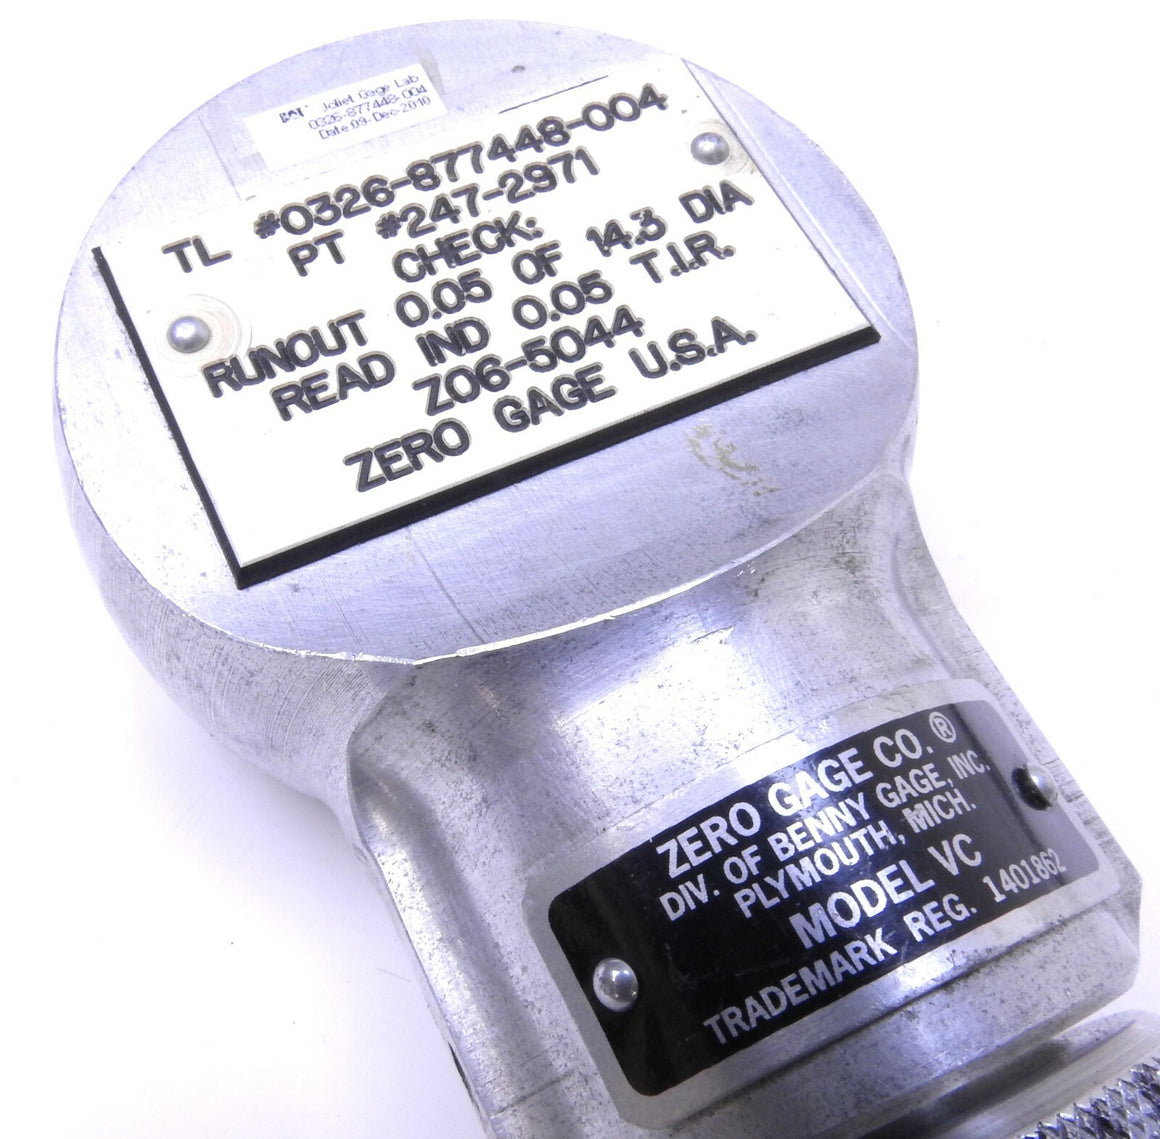 CAT Joliet Gage Lab
0326-877448-004
Date:09-Dec-2010
TL #0326-877448-004
PT #247-2971
CHECK:
RUNOUT 0.05 OF 14.3 DIA
READ IND 0.05 T.I.R.
Z06-5044
ZERO GAGE U.S.A.
ZERO GAGE CO.®
DIV. OF BENNY GAGE, INC.
PLYMOUTH, MICH.
MODEL VC
TRADEMARK REG. 1401862